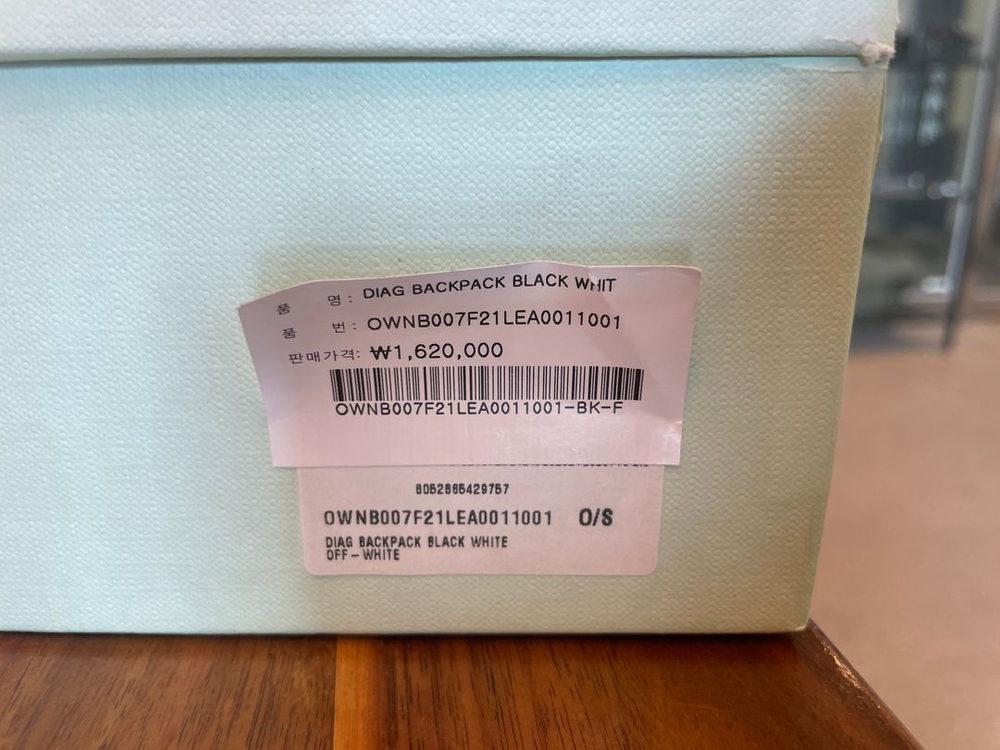 품 명: DIAG BACKPACK BLACK WHIT
품 번: OWNB007F21LEA0011001
판매가격: ₩1,620,000
OWNB007F21LEA0011001-BK-F
8052865429757
OWNB007F21LEA0011001 O/S
DIAG BACKPACK BLACK WHITE
OFF-WHITE